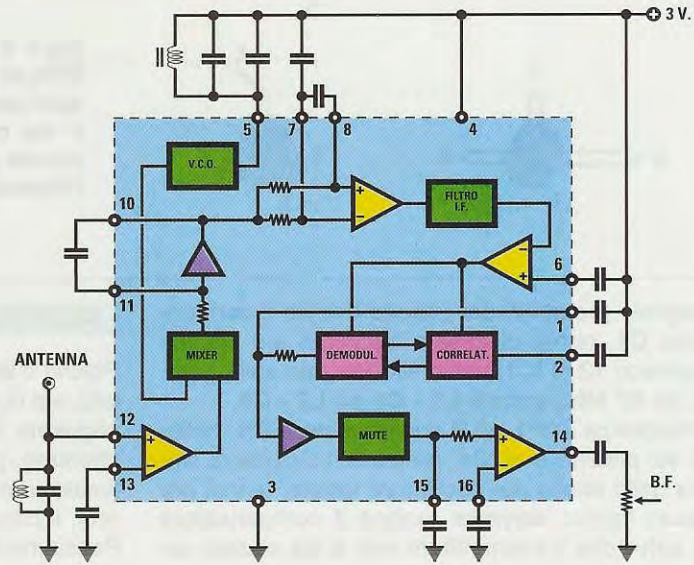 + 3 V.
5
7
8
4
V.C.O.
10
+
-
FILTRO
I.F.
-
+
6
11
1
MIXER
DEMODUL.
CORRELAT.
2
ANTENNA
12
+
-
13
MUTE
+
-
14
3
15
16
B.F.